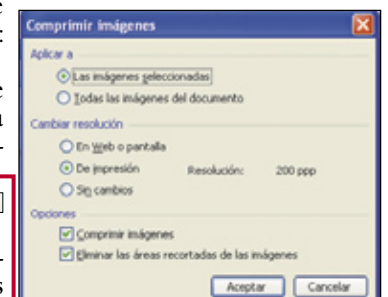 Comprimir imágenes
Aplicar a
Las imágenes seleccionadas
Todas las imágenes del documento
Cambiar resolución
En Web o pantalla
De impresión Resolución: 200 ppp
Sin cambios
Opciones
Comprimir imágenes
Eliminar las áreas recortadas de las imágenes
Aceptar Cancelar